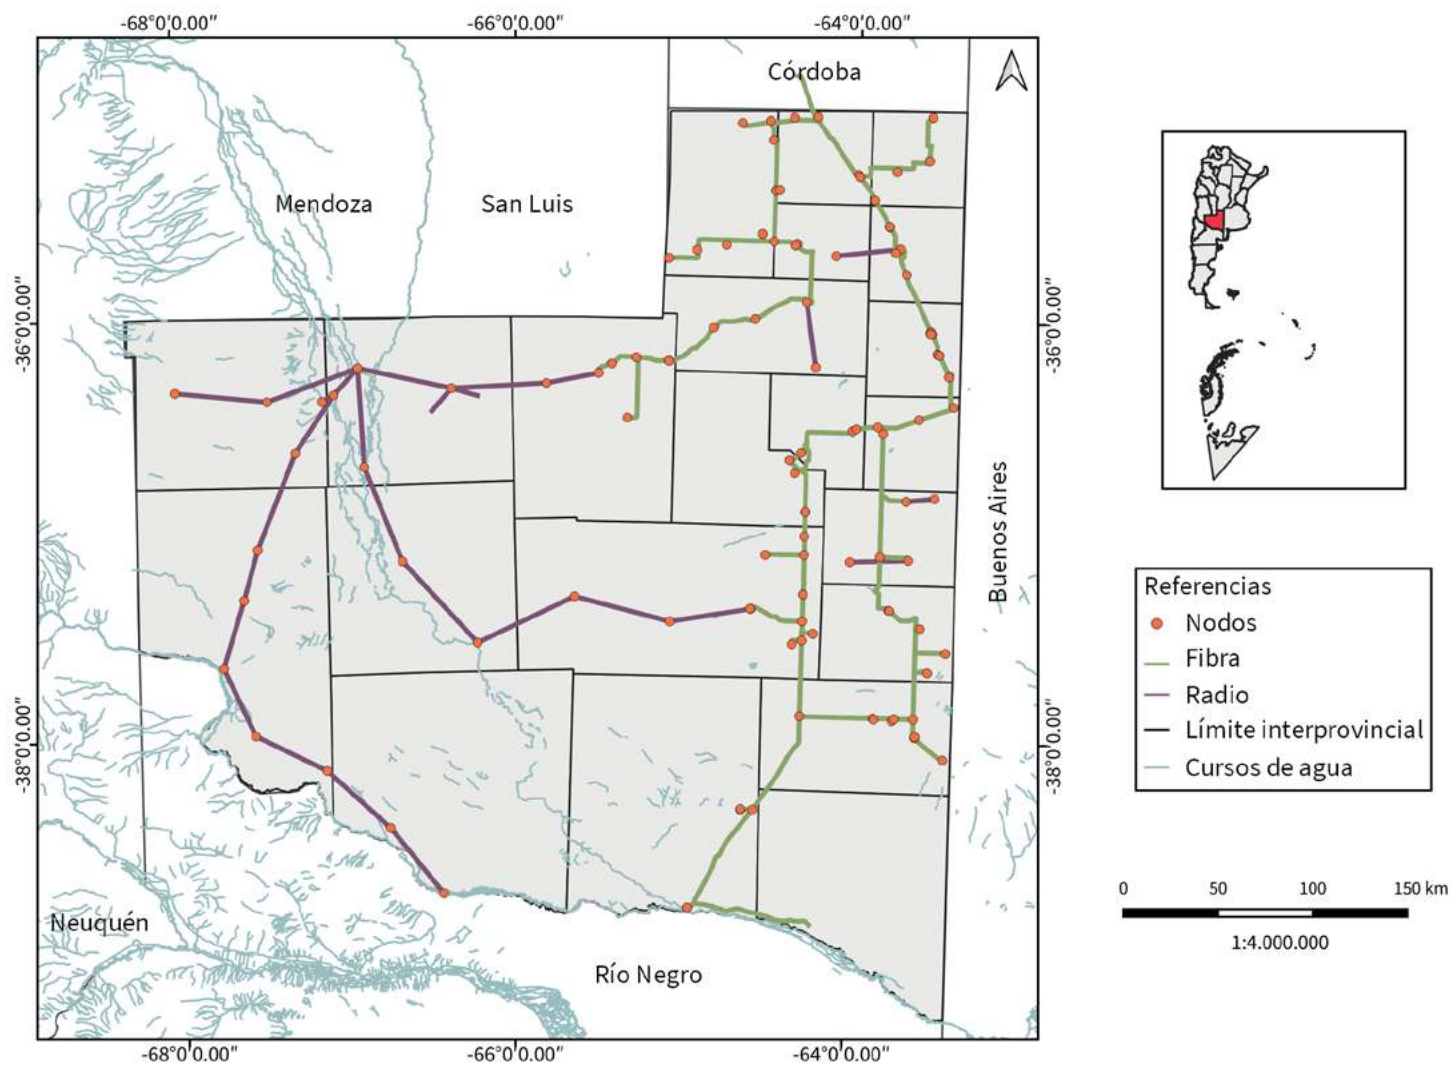 -68°0'0.00"
-66°0'0.00"
-64°0'0.00"
Córdoba
Mendoza
San Luis
-36°0'0.00"
-36°0'0.00"
Buenos Aires
-38°0'0.00"
-38°0'0.00"
Neuquén
Río Negro
-68°0'0.00"
-66°0'0.00"
-64°0'0.00"
Referencias
Nodos
Fibra
Radio
Límite interprovincial
Cursos de agua
0 50 100 150 km
1:4.000.000